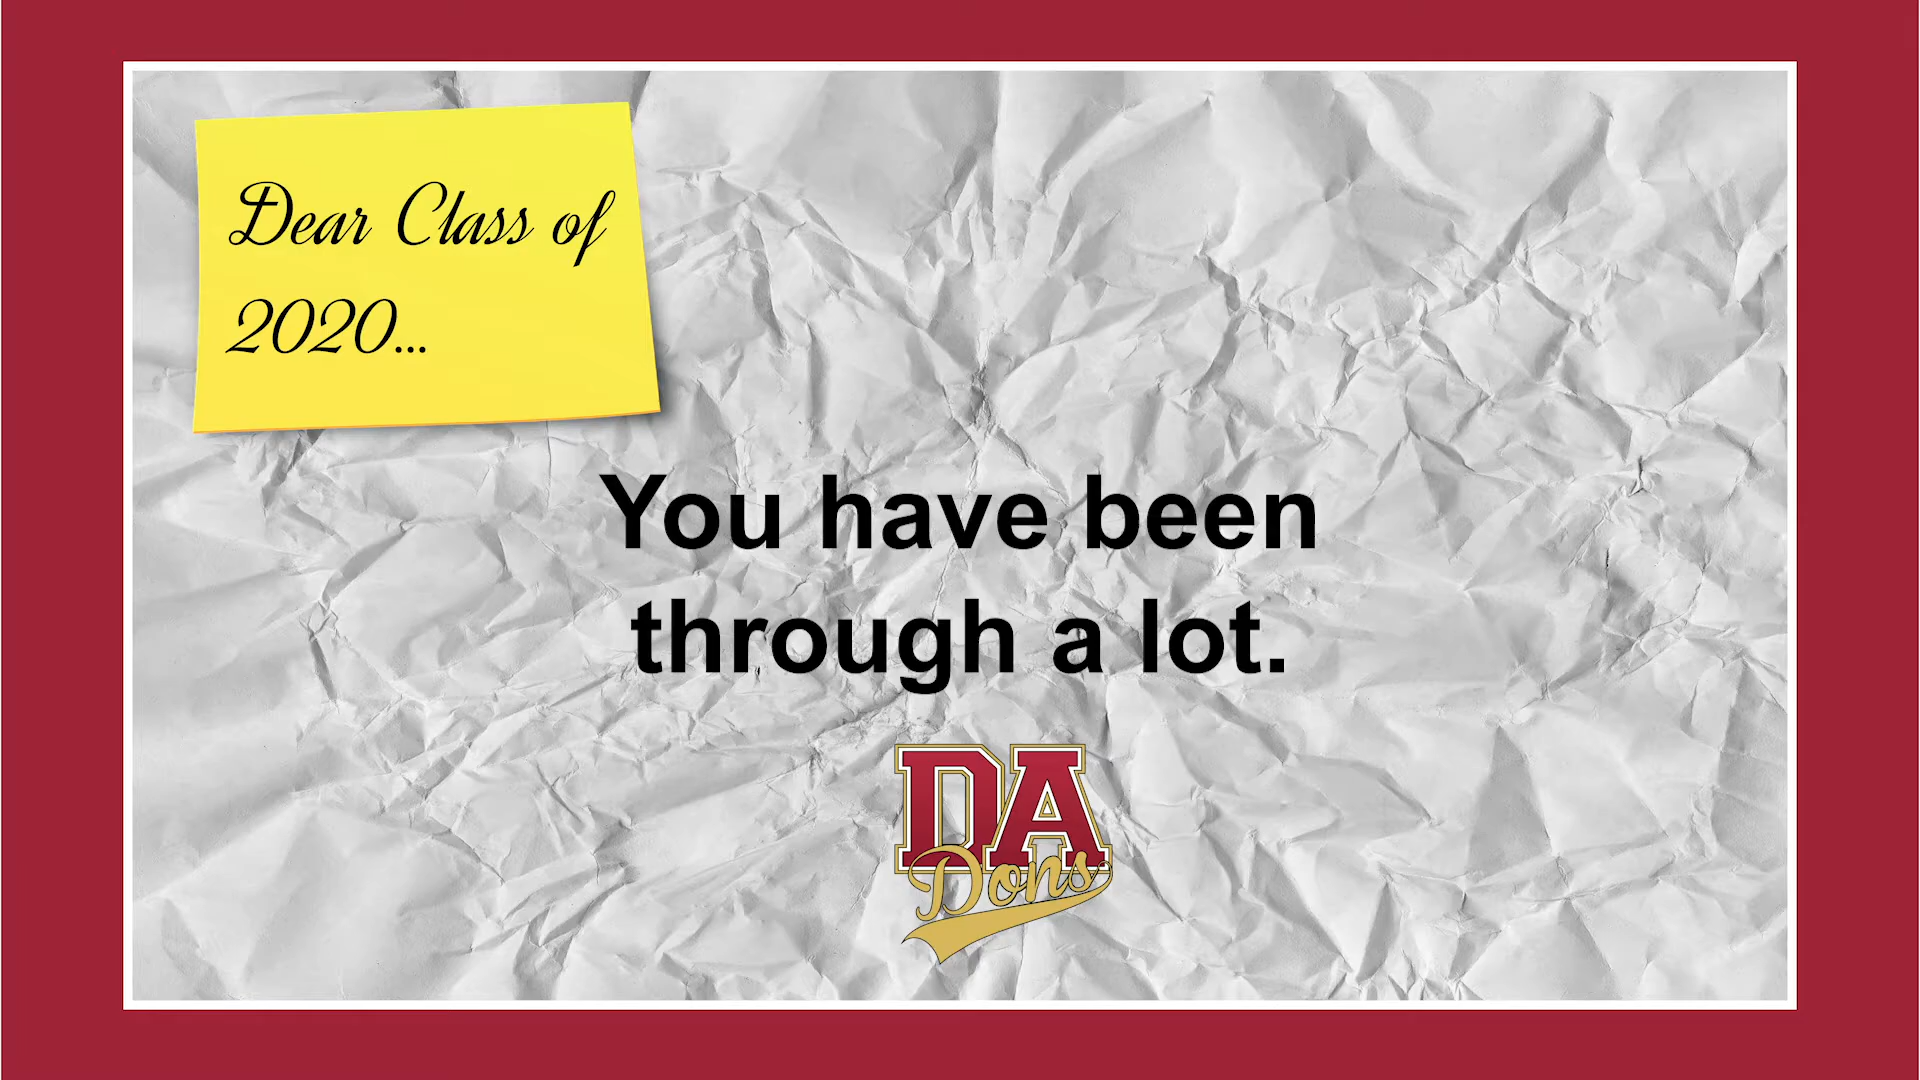 Dear Class of
2020...
You have been
through a lot.
DA
Dons